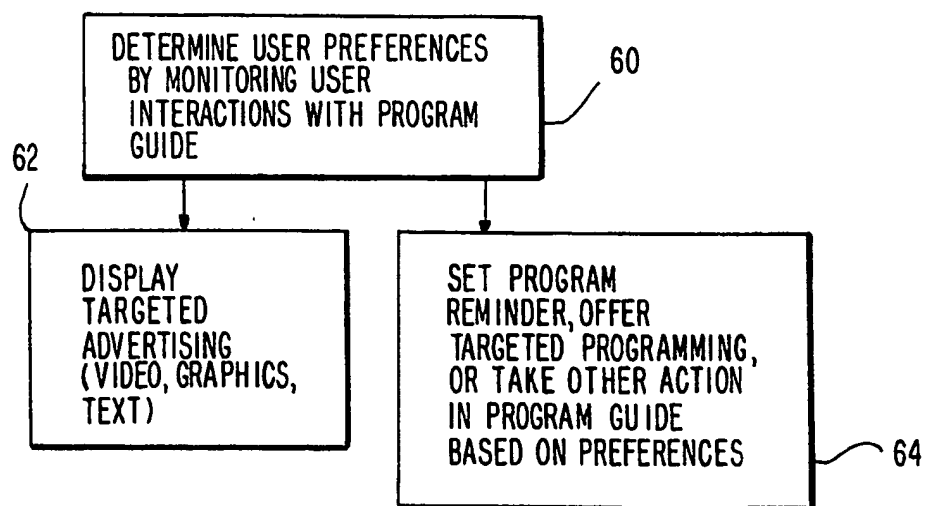 DETERMINE USER PREFERENCES
BY MONITORING USER
INTERACTIONS WITH PROGRAM
GUIDE
60
62
DISPLAY
TARGETED
ADVERTISING
(VIDEO, GRAPHICS,
TEXT)
SET PROGRAM
REMINDER, OFFER
TARGETED PROGRAMMING,
OR TAKE OTHER ACTION
IN PROGRAM GUIDE
BASED ON PREFERENCES
64